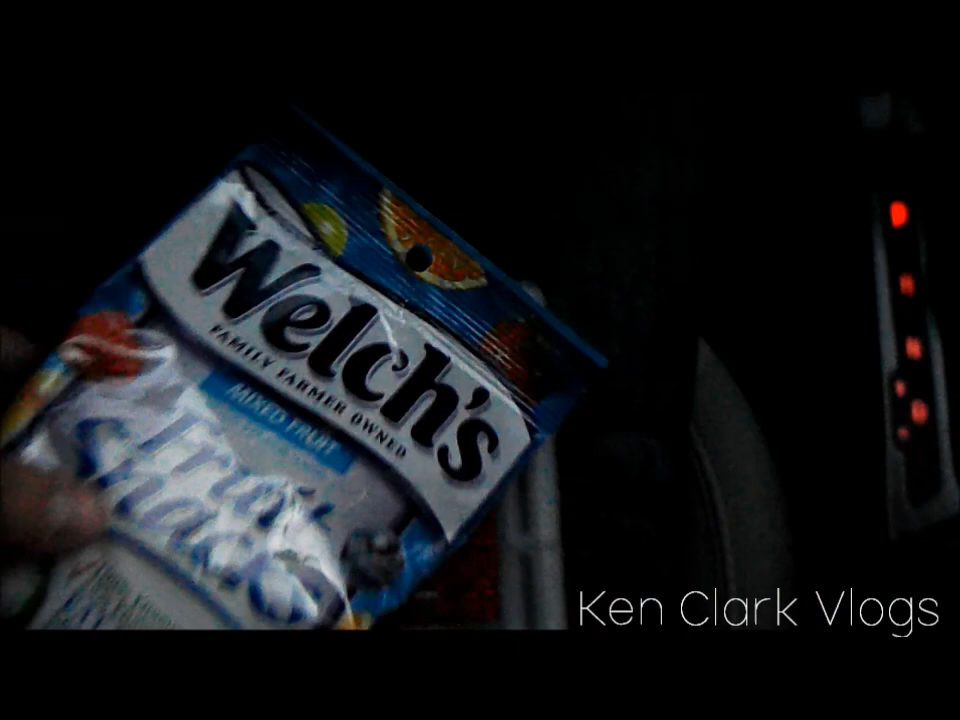 Welch's
FAMILY FARMER OWNED
MIXED FRUIT
Fruit
Snacks
Ken Clark Vlogs